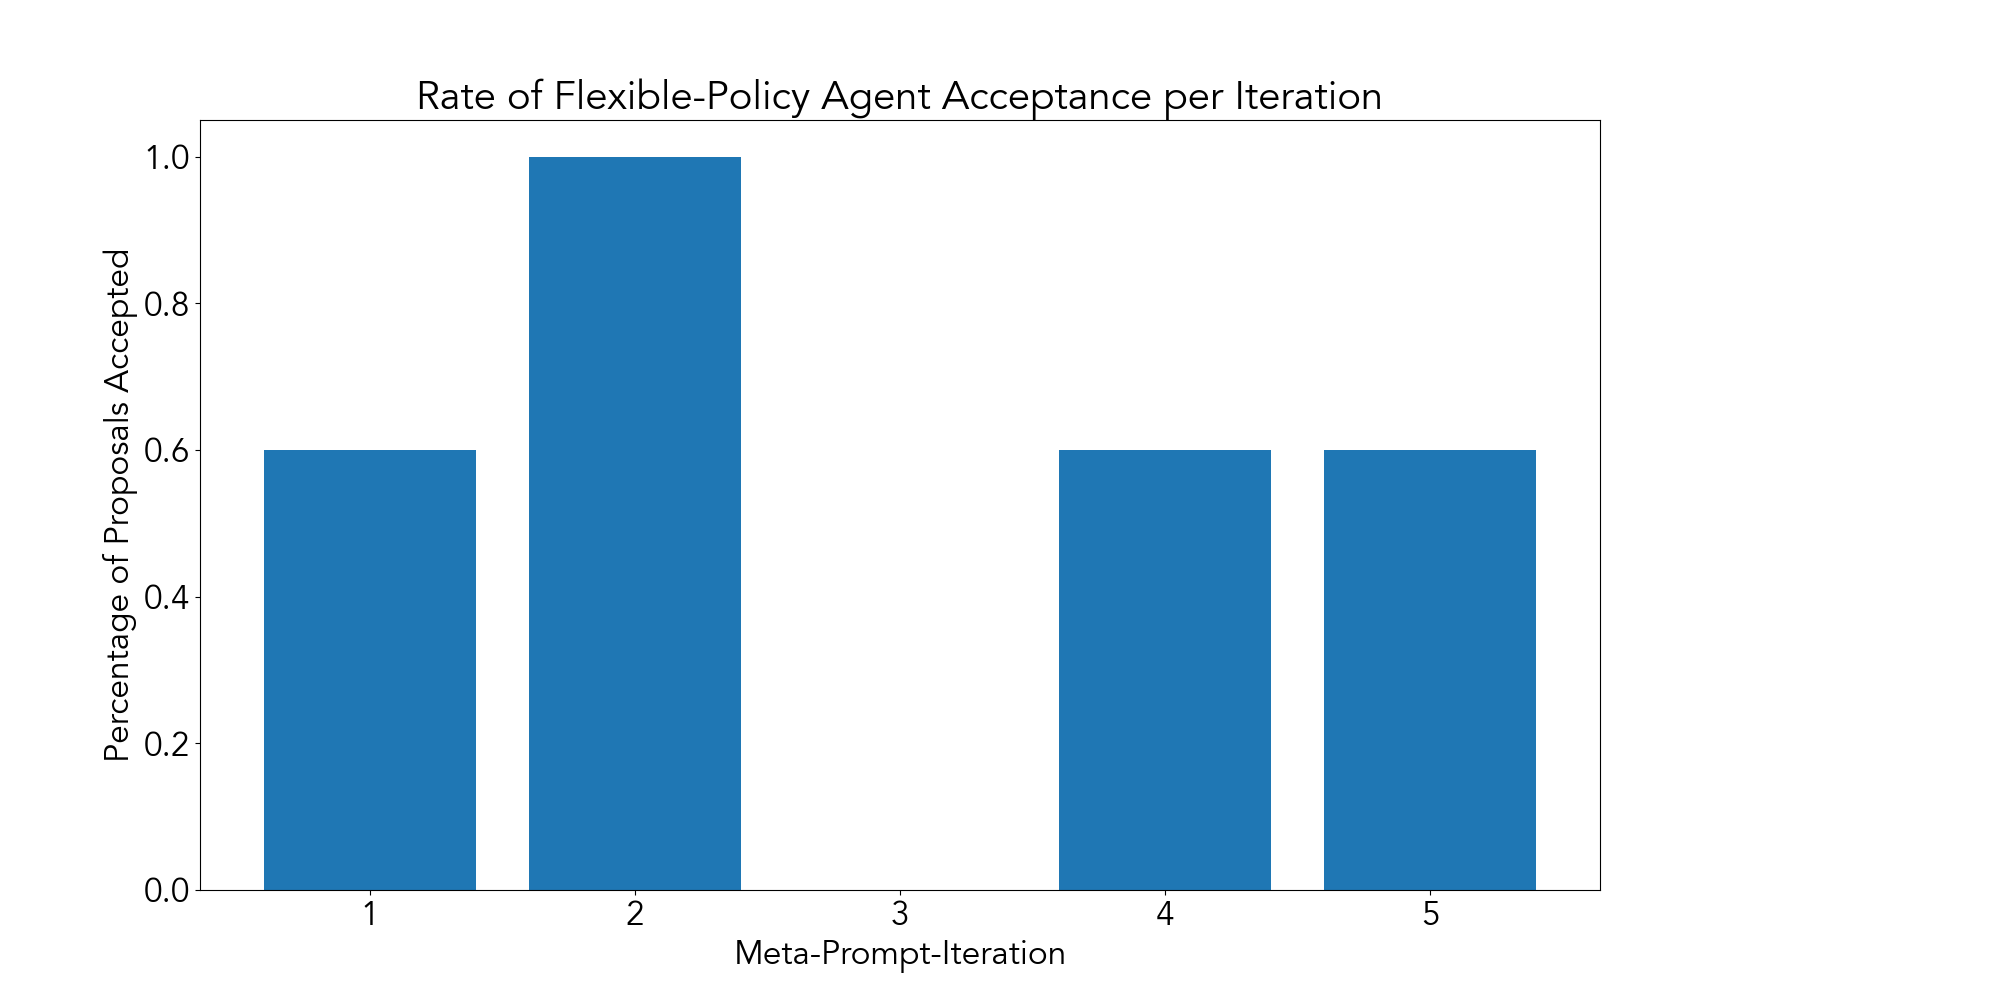 Rate of Flexible-Policy Agent Acceptance per Iteration
Percentage of Proposals Accepted
1.0
0.8
0.6
0.4
0.2
0.0
1 2 3 4 5
Meta-Prompt-Iteration